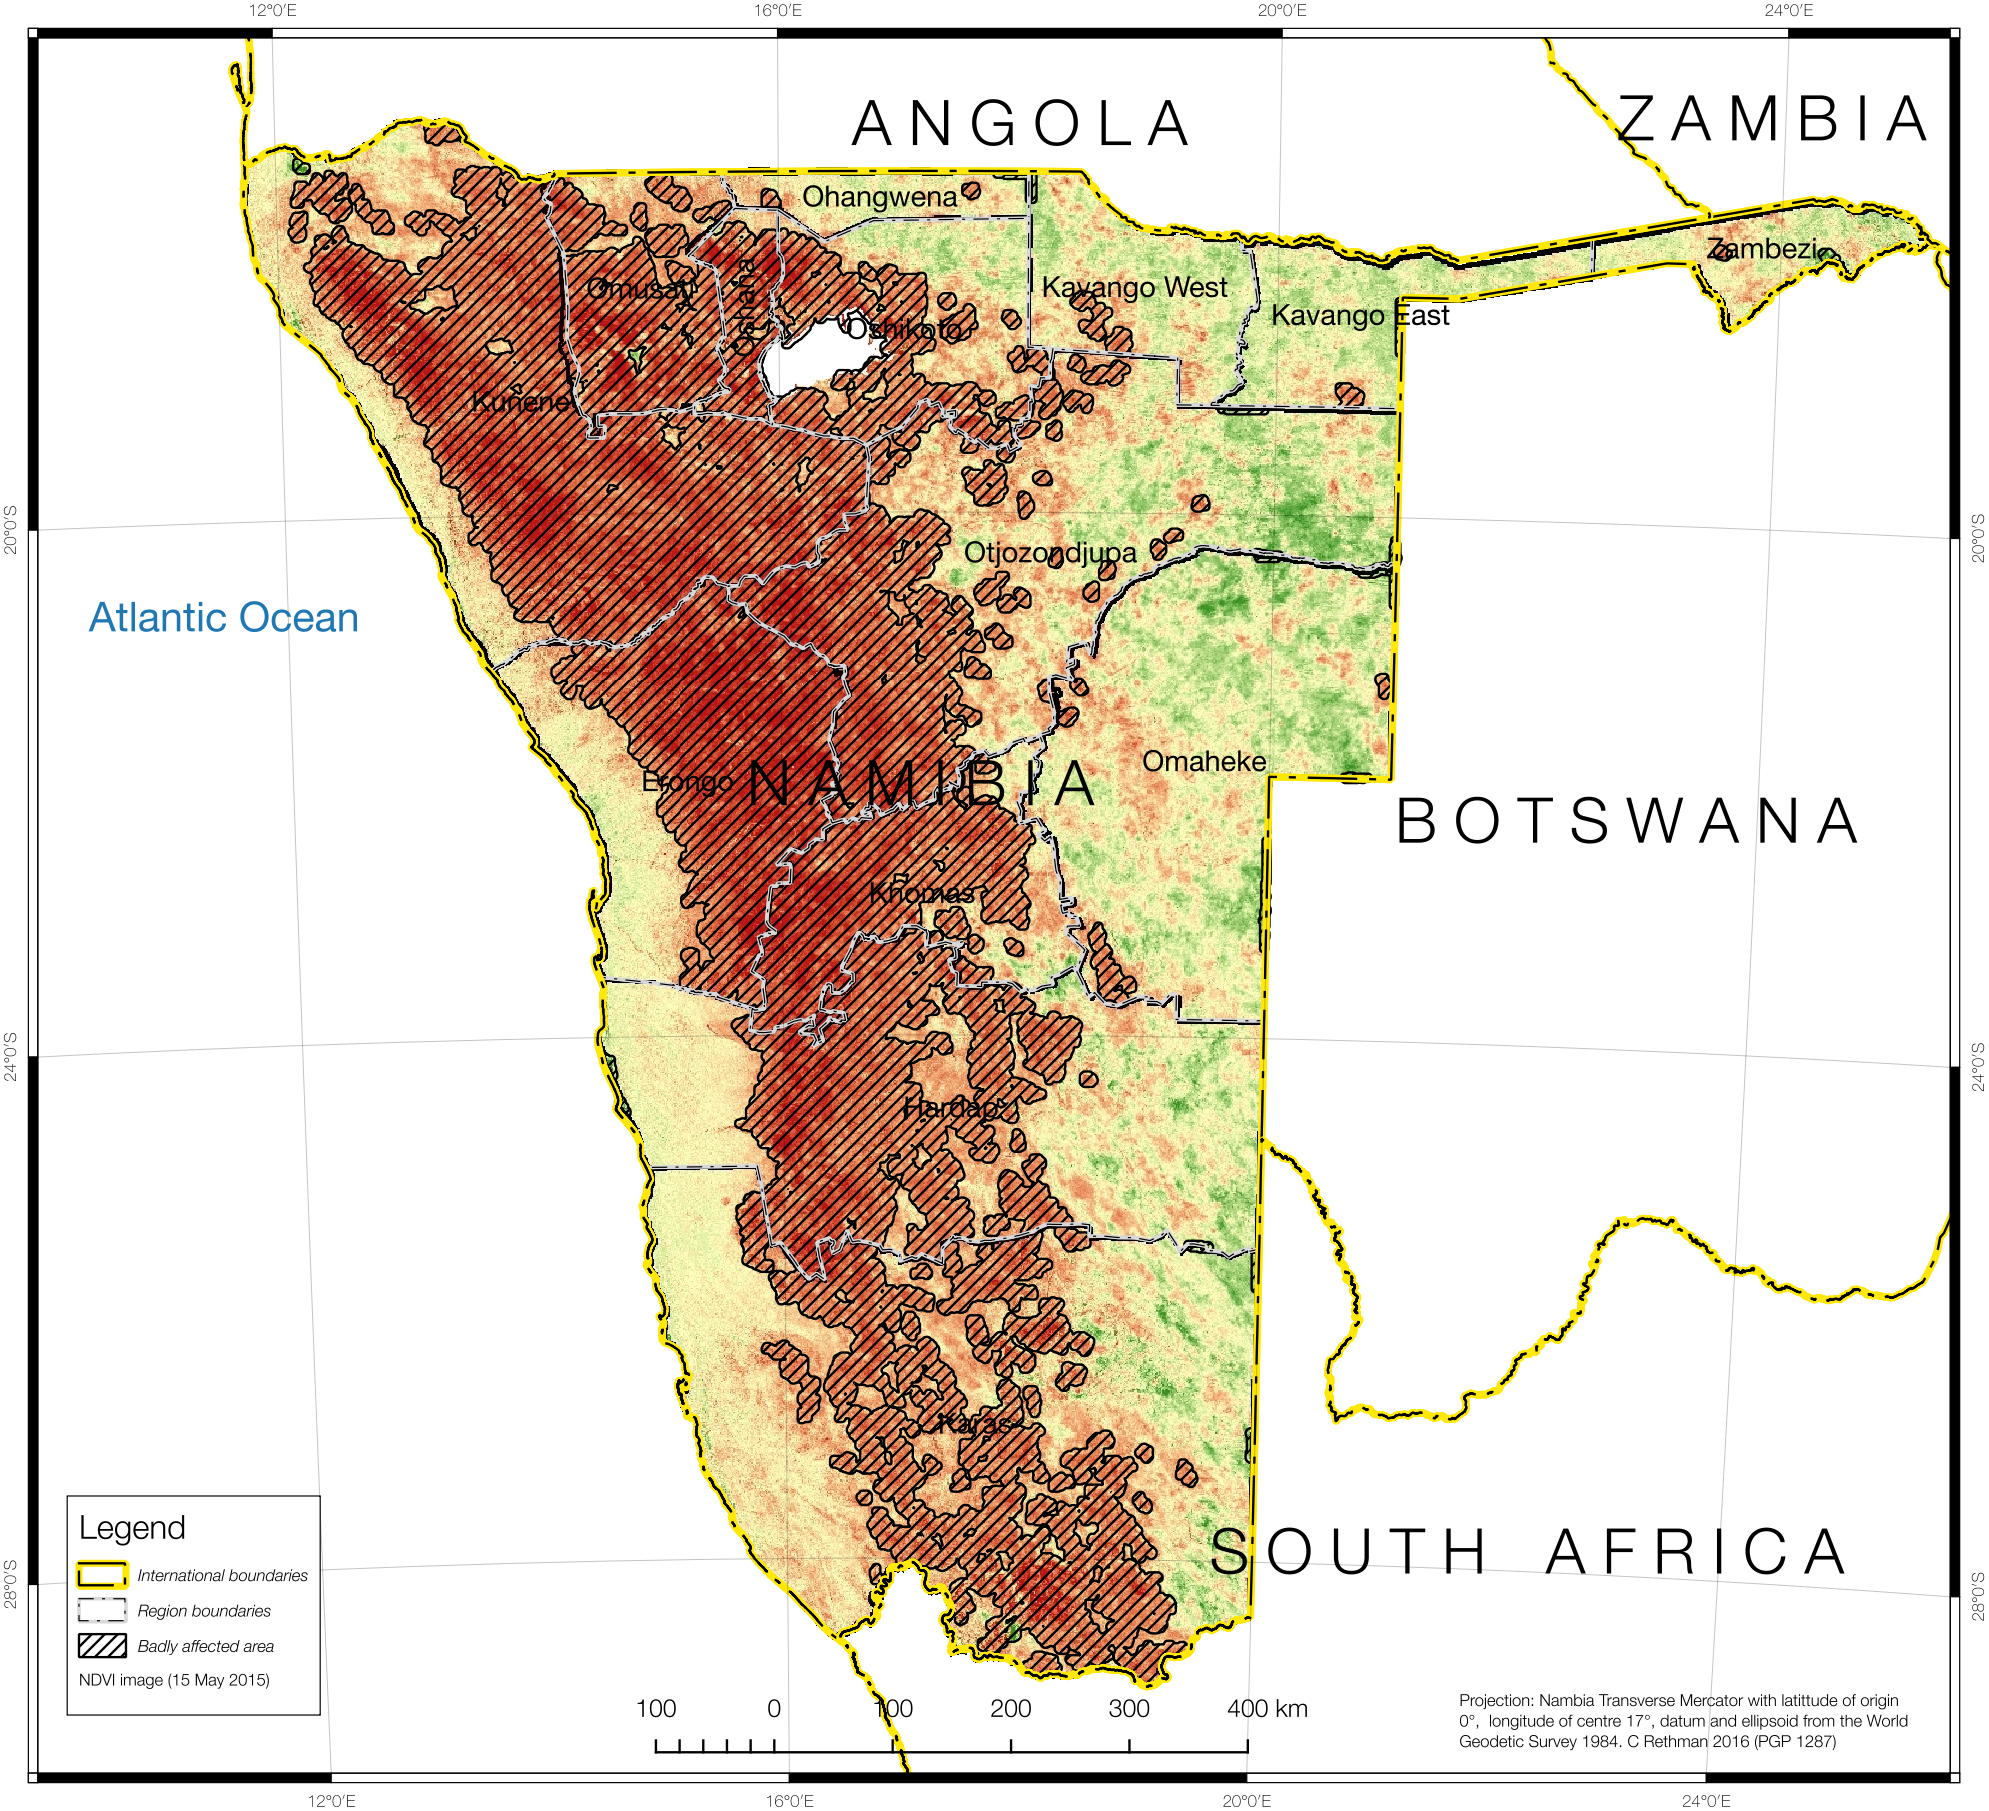 12°0'E 16°0'E 20°0'E 24°0'E
ANGOLA
ZAMBIA
Ohangwena
Zambezi
Omusati
Oshana
Kavango West
Oshikoto
Kavango East
Kunene
20°0'S
20°0'S
Otjozondjupa
Atlantic Ocean
Omaheke
Erongo
NAMIBIA
BOTSWANA
Khomas
24°0'S
24°0'S
Hardap
Karas
SOUTH AFRICA
28°0'S
28°0'S
Legend
International boundaries
Region boundaries
Badly affected area
NDVI image (15 May 2015)
100 0 100 200 300 400 km
Projection: Nambia Transverse Mercator with latittude of origin
0°, longitude of centre 17°, datum and ellipsoid from the World
Geodetic Survey 1984. C Rethman 2016 (PGP 1287)
12°0'E 16°0'E 20°0'E 24°0'E